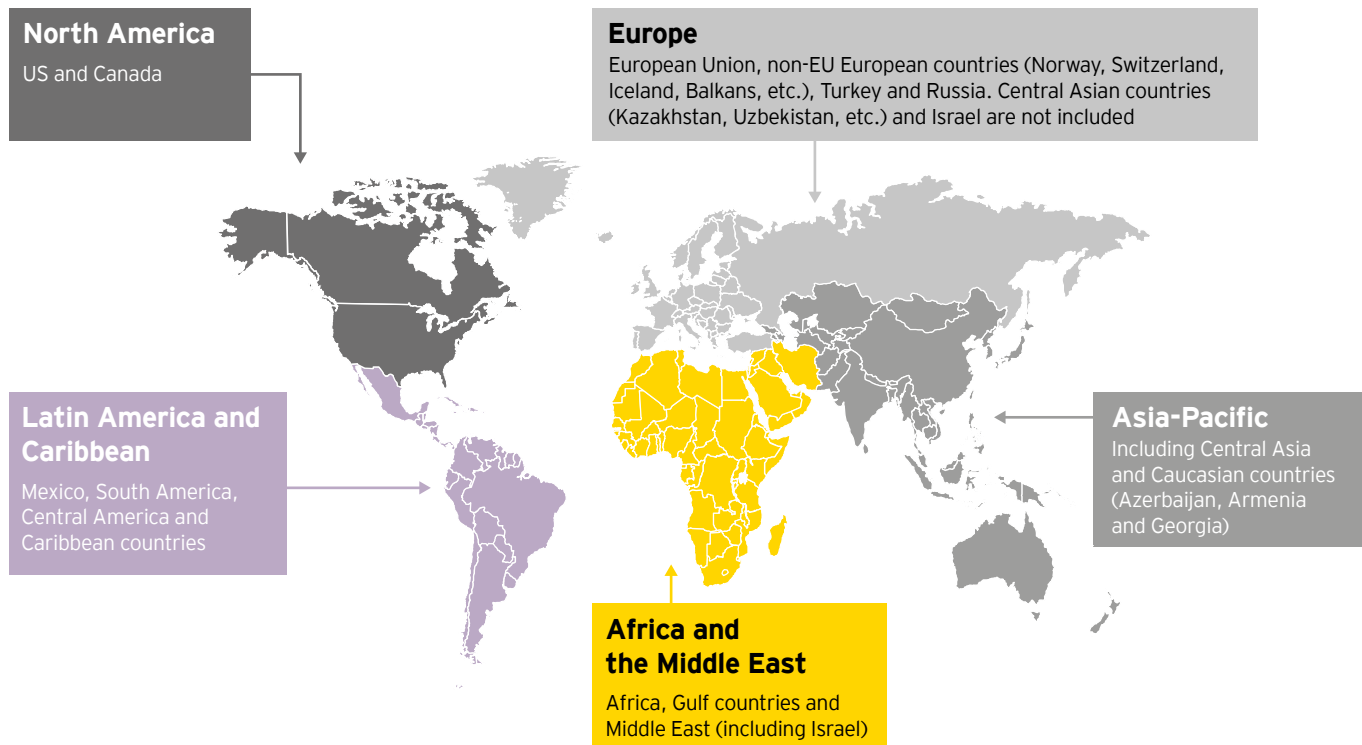 North America
US and Canada
Europe
European Union, non-EU European countries (Norway, Switzerland,
Iceland, Balkans, etc.), Turkey and Russia. Central Asian countries
(Kazakhstan, Uzbekistan, etc.) and Israel are not included
Latin America and
Caribbean
Mexico, South America,
Central America and
Caribbean countries
Asia-Pacific
Including Central Asia
and Caucasian countries
(Azerbaijan, Armenia
and Georgia)
Africa and
the Middle East
Africa, Gulf countries and
Middle East (including Israel)